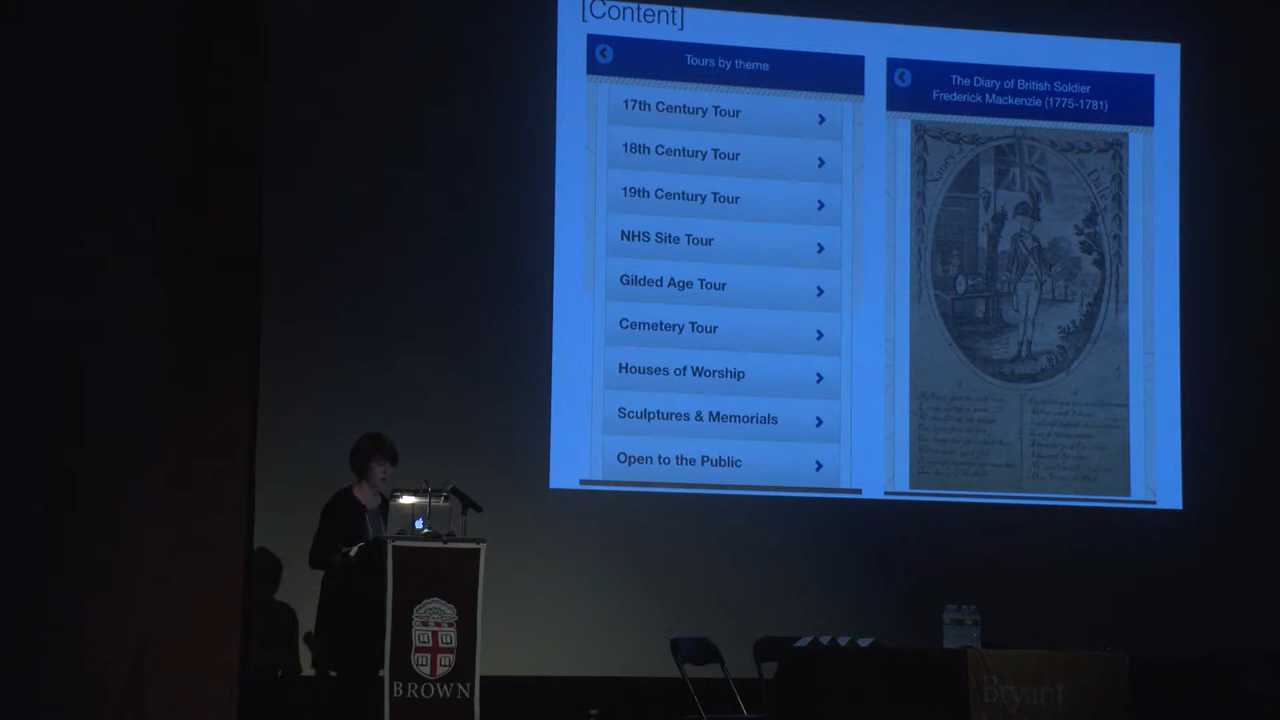 [Content]
Tours by theme
17th Century Tour
18th Century Tour
19th Century Tour
NHS Site Tour
Gilded Age Tour
Cemetery Tour
Houses of Worship
Sculptures & Memorials
Open to the Public
The Diary of British Soldier
Frederick Mackenzie (1775-1781)
Nancy Dale
BROWN
Bryant